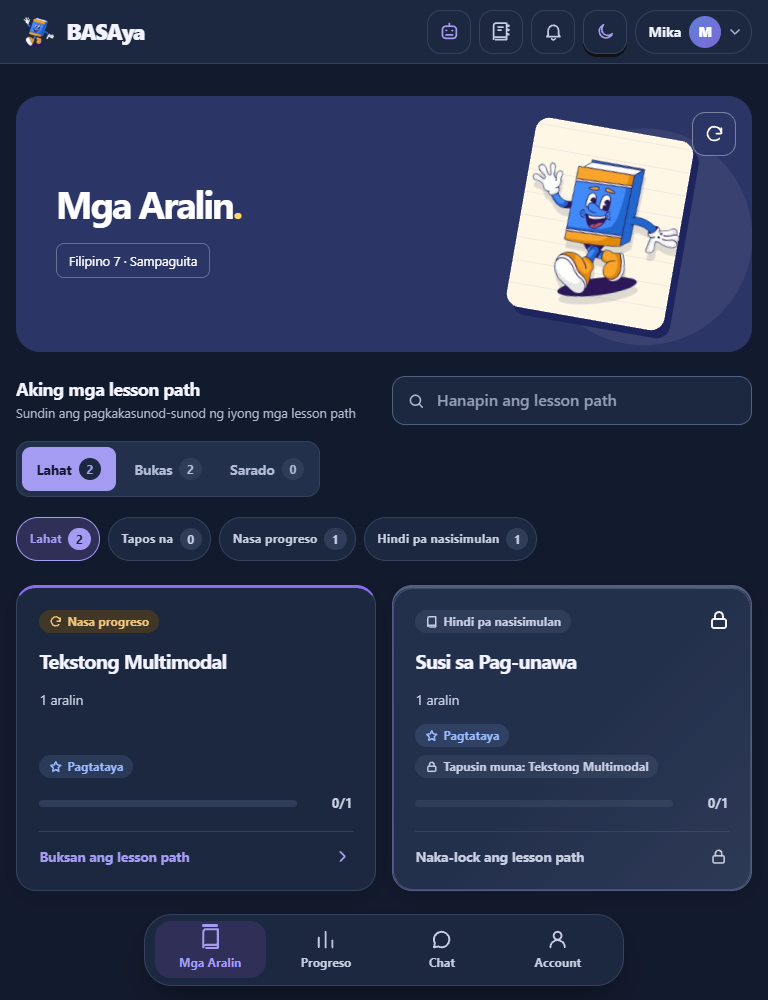 BASAya
Mika M
Mga Aralin.
Filipino 7 · Sampaguita
Aking mga lesson path
Sundin ang pagkakasunod-sunod ng iyong mga lesson path
Hanapin ang lesson path
Lahat 2 Bukas 2 Sarado 0
Lahat 2 Tapos na 0 Nasa progreso 1 Hindi pa nasisimulan 1
Nasa progreso
Tekstong Multimodal
1 aralin
Pagtataya
0/1
Buksan ang lesson path
Hindi pa nasisimulan
Susi sa Pag-unawa
1 aralin
Pagtataya
Tapusin muna: Tekstong Multimodal
0/1
Naka-lock ang lesson path
Mga Aralin Progreso Chat Account